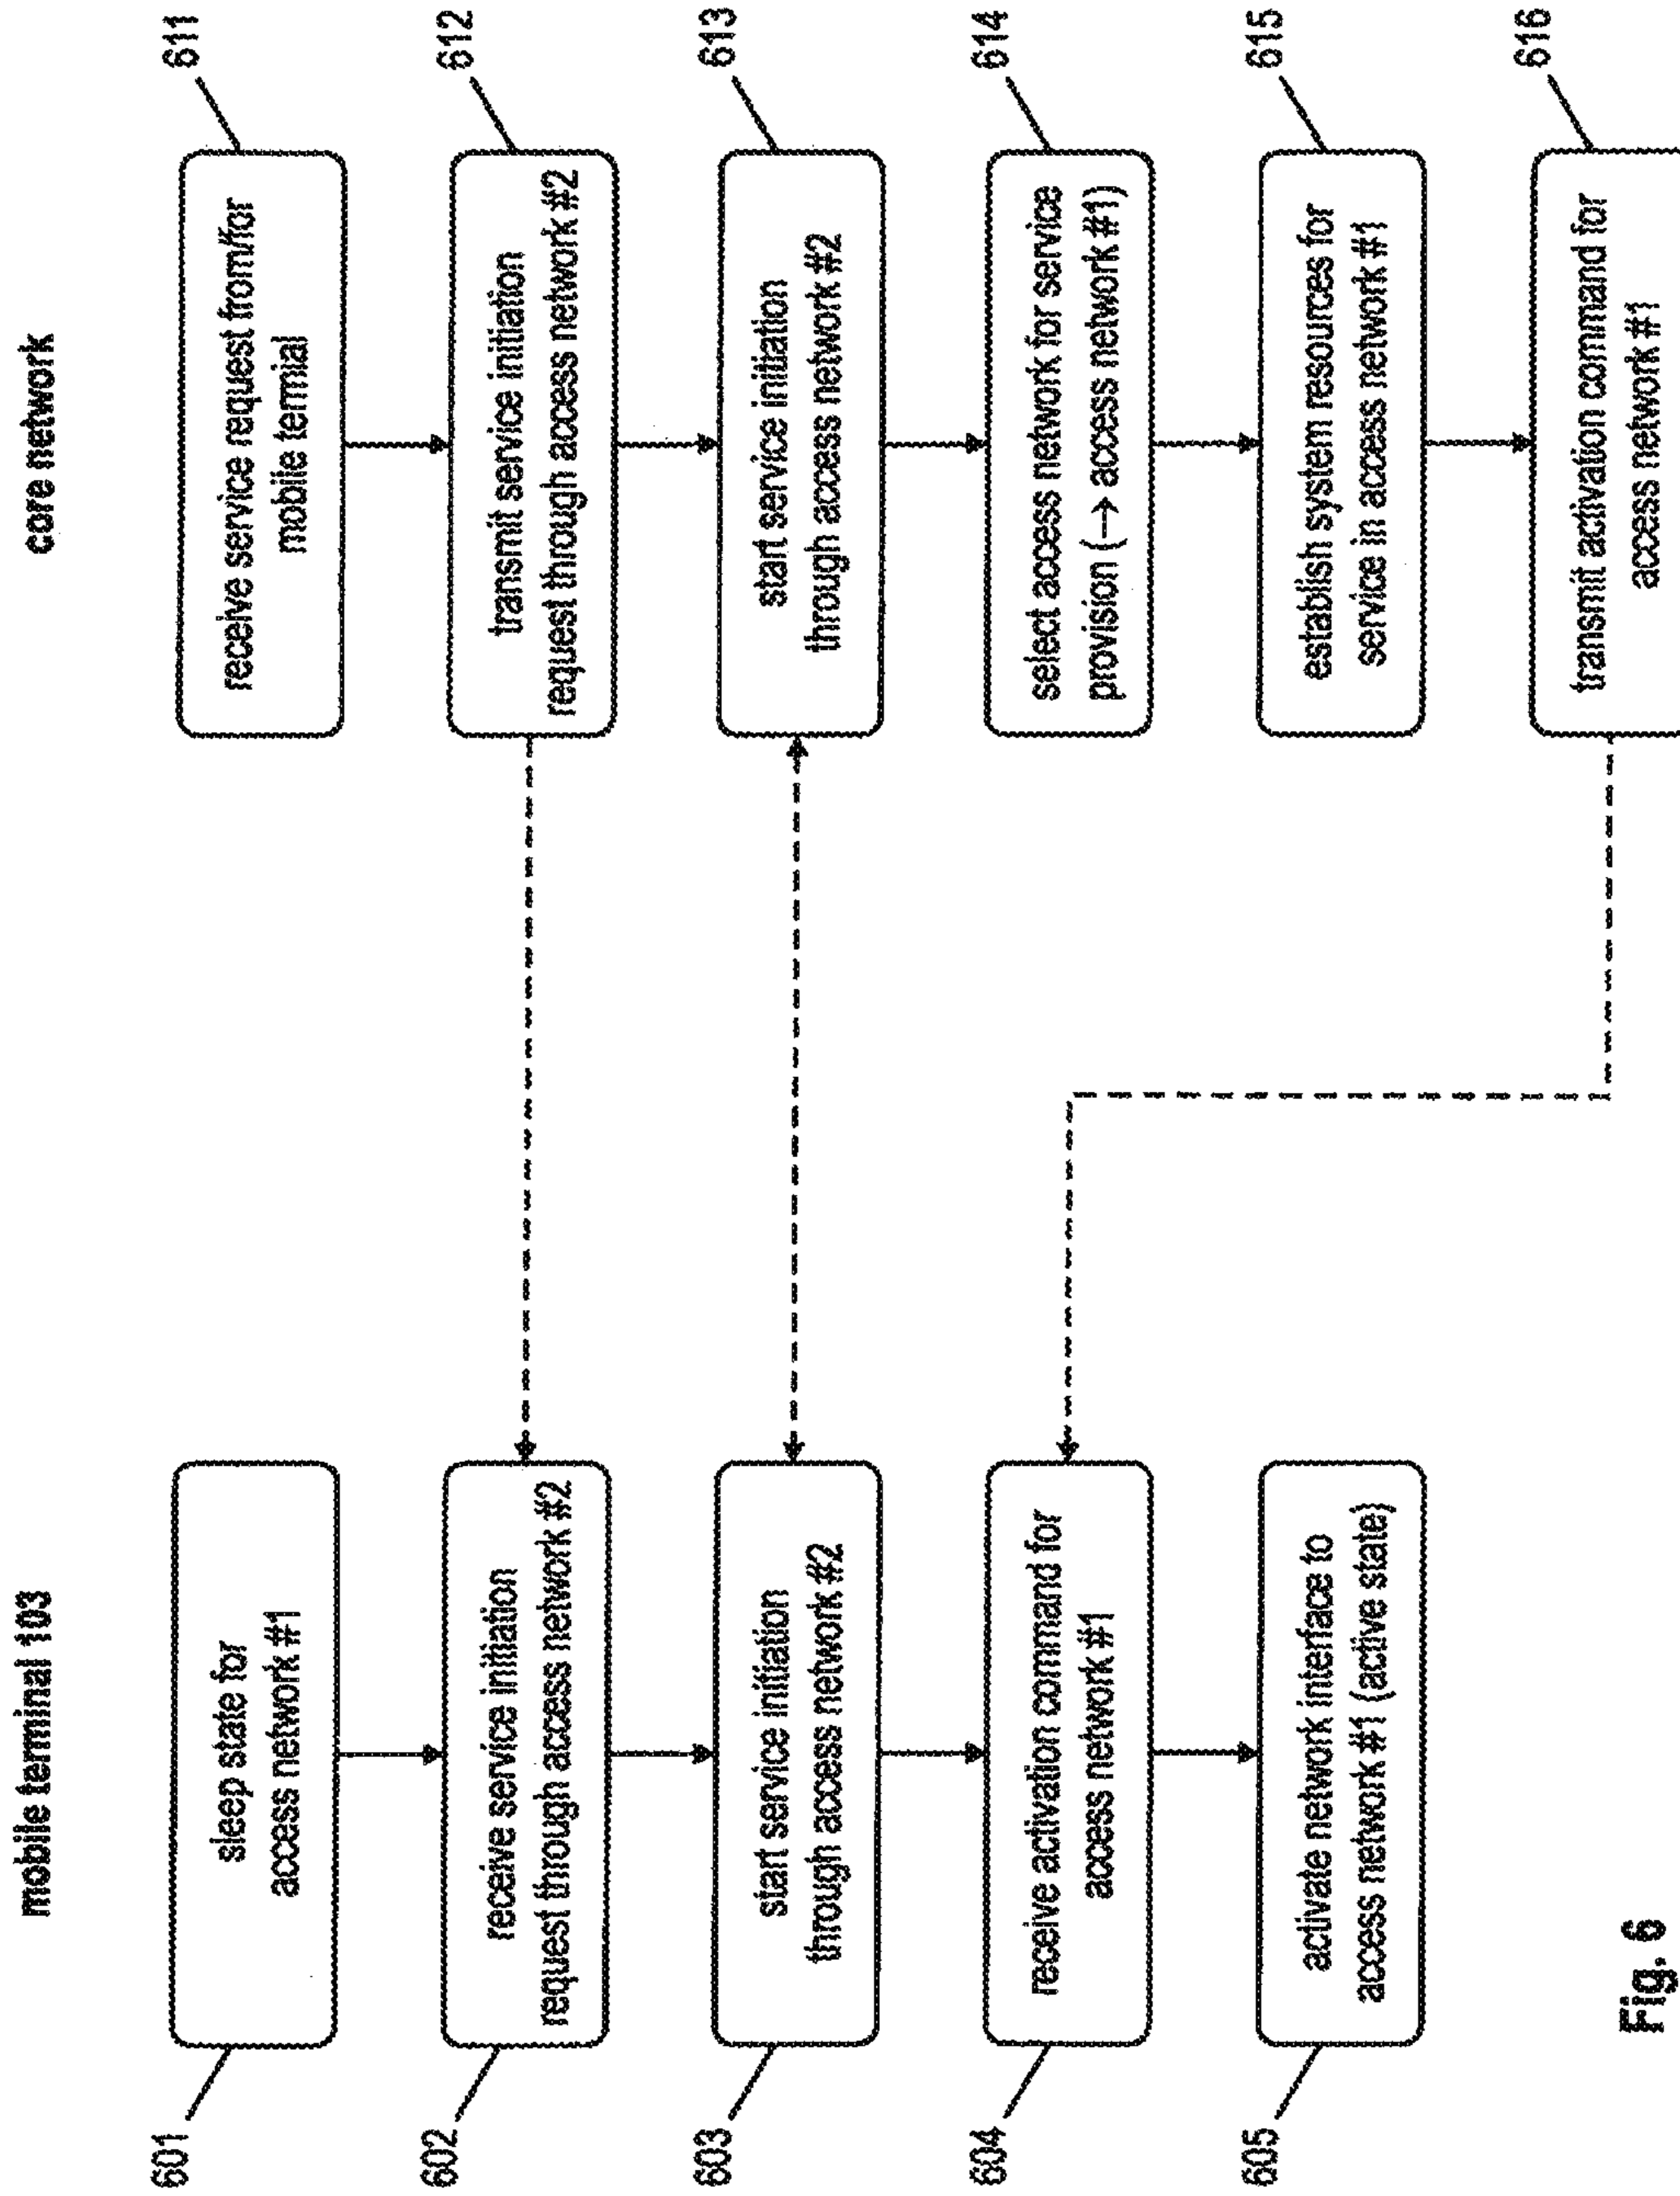 mobile terminal 103
core network
601
sleep state for
access network #1
602
receive service initiation
request through access network #2
603
start service initiation
through access network #2
604
receive activation command for
access network #1
605
activate network interface to
access network #1 (active state)
611
receive service request from/for
mobile termial
612
transmit service initiation
request through access network #2
613
start service initiation
through access network #2
614
select access network for service
provision (→ access network #1)
615
establish system resources for
service in access network #1
616
transmit activation command for
access network #1
Fig. 6